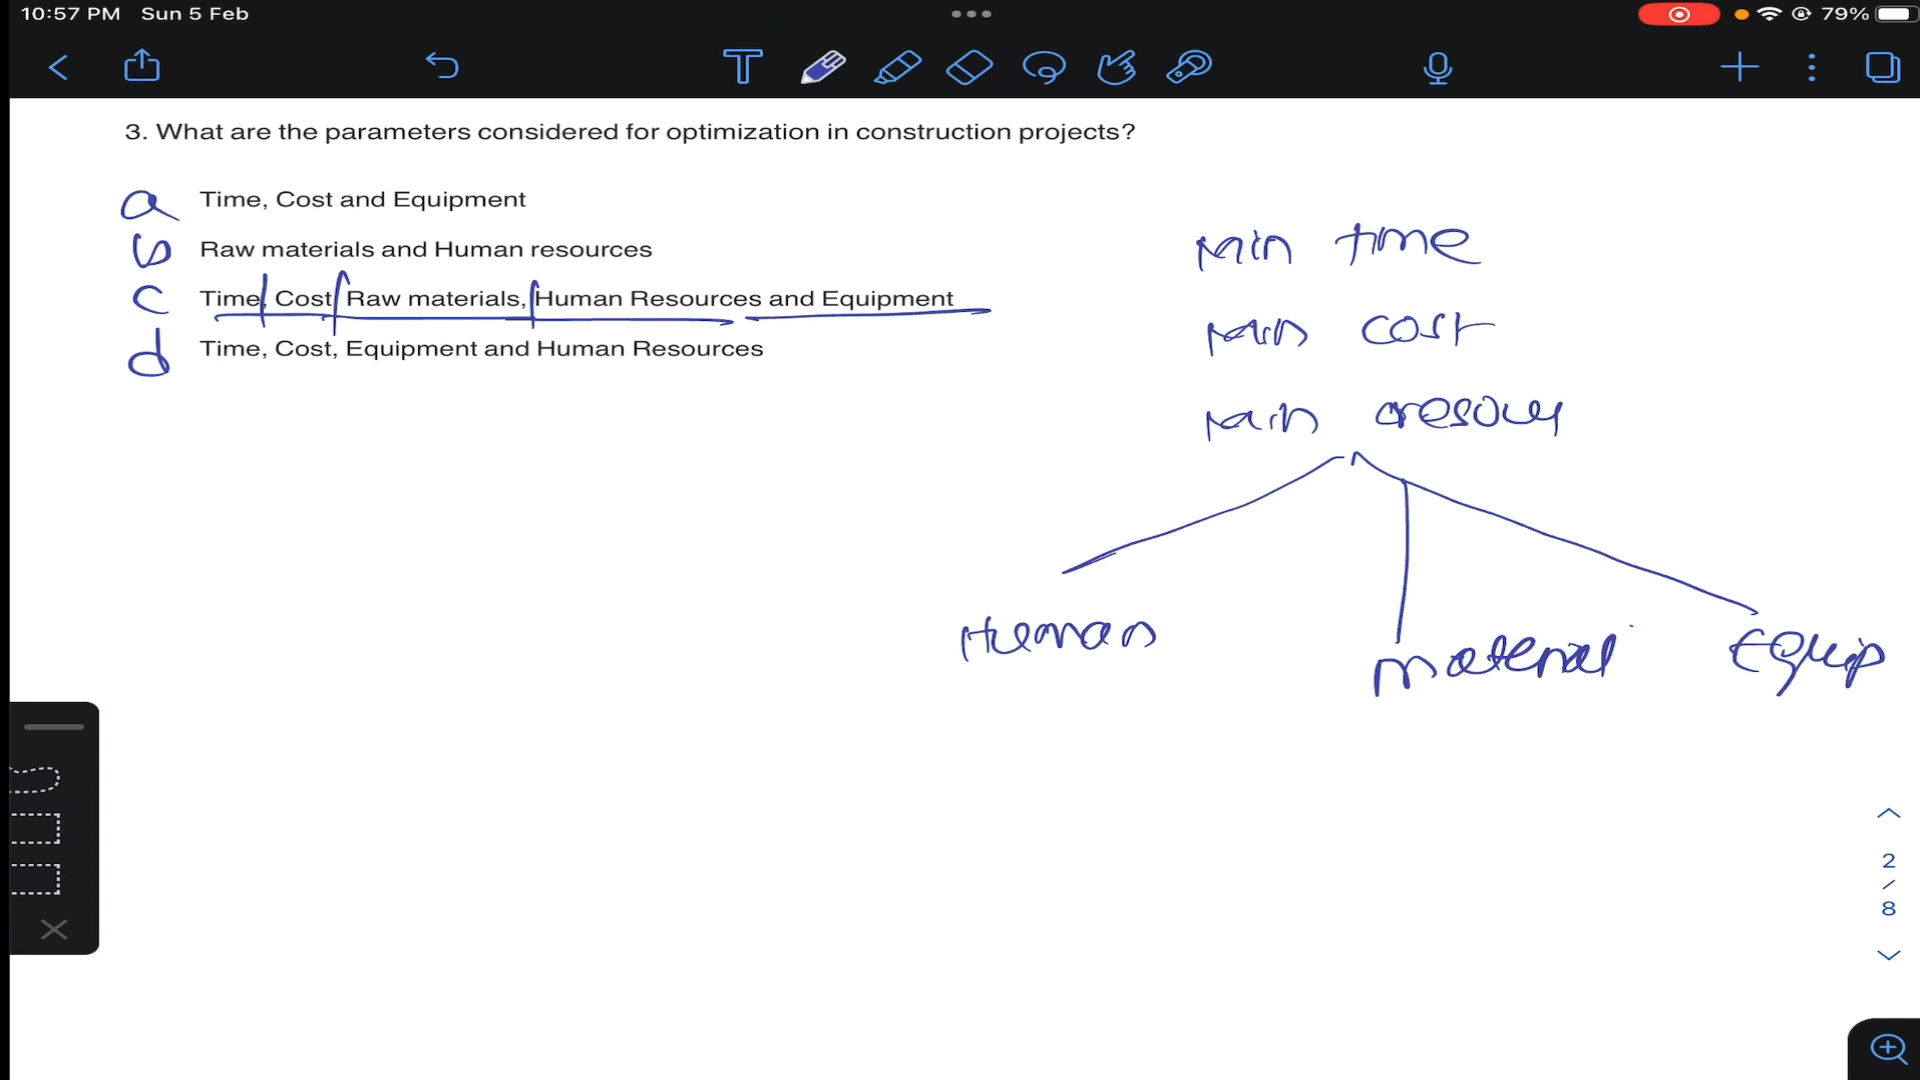 10:57 PM Sun 5 Feb
79%
T
3. What are the parameters considered for optimization in construction projects?
a Time, Cost and Equipment
b Raw materials and Human resources
c Time, Cost, Raw materials, Human Resources and Equipment
d Time, Cost, Equipment and Human Resources
Min time
Min cost
Min
Human
material
Equip
2
/
8